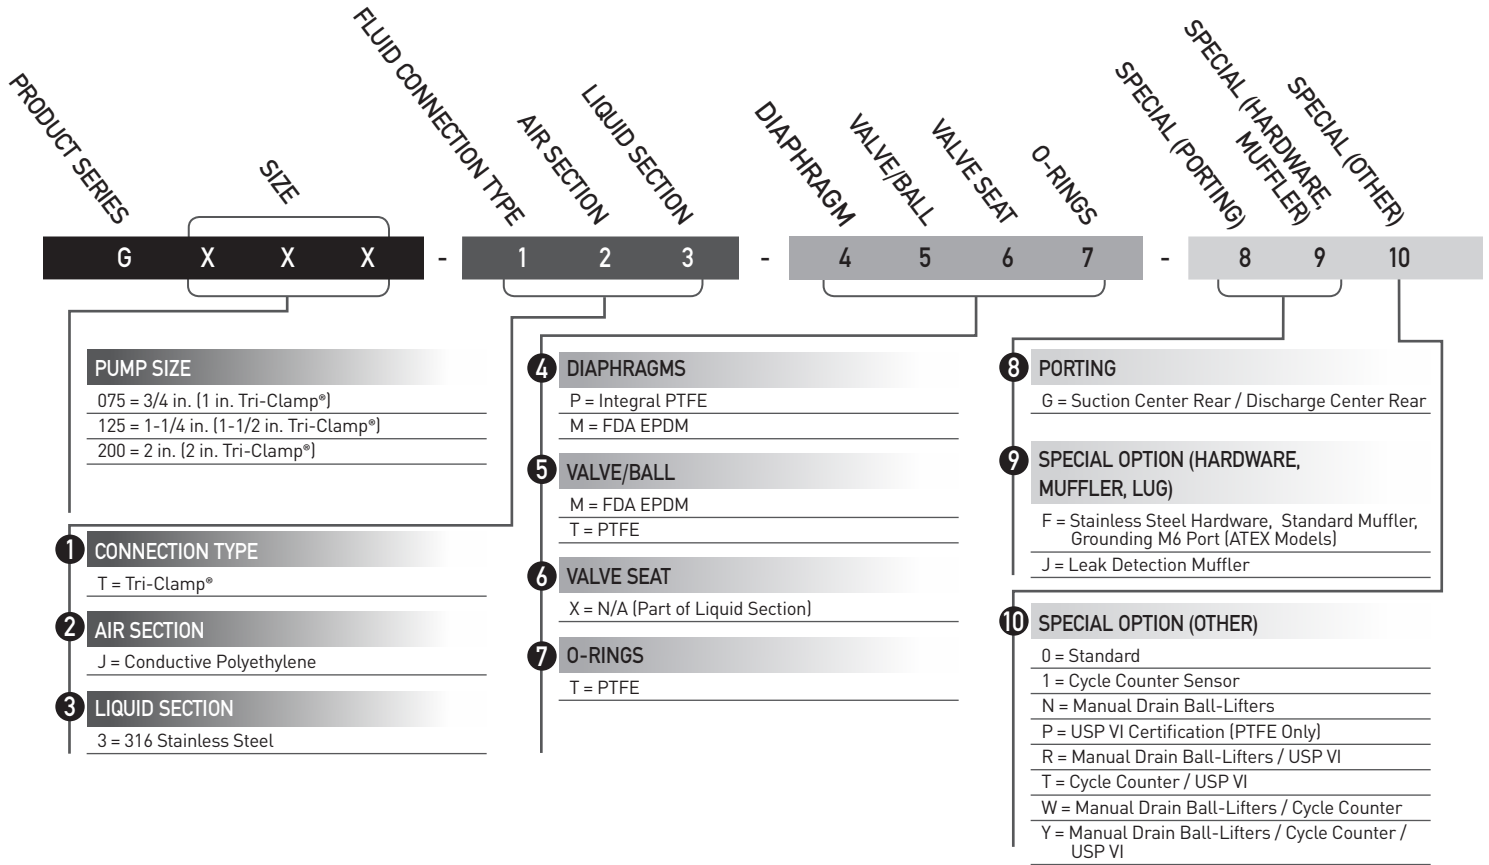 PRODUCT SERIES
SIZE
FLUID CONNECTION TYPE
AIR SECTION
LIQUID SECTION
DIAPHRAGM
VALVE/BALL
VALVE SEAT
O-RINGS
SPECIAL (PORTING)
SPECIAL (HARDWARE,
MUFFLER)
SPECIAL (OTHER)
G X X X - 1 2 3 - 4 5 6 7 - 8 9 10
PUMP SIZE
075 = 3/4 in. (1 in. Tri-Clamp®)
125 = 1-1/4 in. (1-1/2 in. Tri-Clamp®)
200 = 2 in. (2 in. Tri-Clamp®)
1 CONNECTION TYPE
T = Tri-Clamp®
2 AIR SECTION
J = Conductive Polyethylene
3 LIQUID SECTION
3 = 316 Stainless Steel
4 DIAPHRAGMS
P = Integral PTFE
M = FDA EPDM
5 VALVE/BALL
M = FDA EPDM
T = PTFE
6 VALVE SEAT
X = N/A (Part of Liquid Section)
7 O-RINGS
T = PTFE
8 PORTING
G = Suction Center Rear / Discharge Center Rear
9 SPECIAL OPTION (HARDWARE,
MUFFLER, LUG)
F = Stainless Steel Hardware, Standard Muffler,
Grounding M6 Port (ATEX Models)
J = Leak Detection Muffler
10 SPECIAL OPTION (OTHER)
0 = Standard
1 = Cycle Counter Sensor
N = Manual Drain Ball-Lifters
P = USP VI Certification (PTFE Only)
R = Manual Drain Ball-Lifters / USP VI
T = Cycle Counter / USP VI
W = Manual Drain Ball-Lifters / Cycle Counter
Y = Manual Drain Ball-Lifters / Cycle Counter /
USP VI